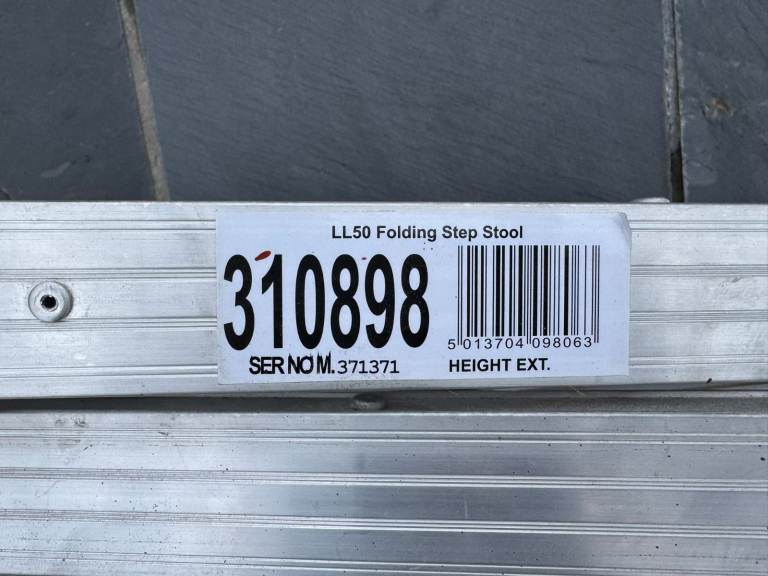 LL50 Folding Step Stool
310898
5 013704 098063
SER NO M. 371371
HEIGHT EXT.